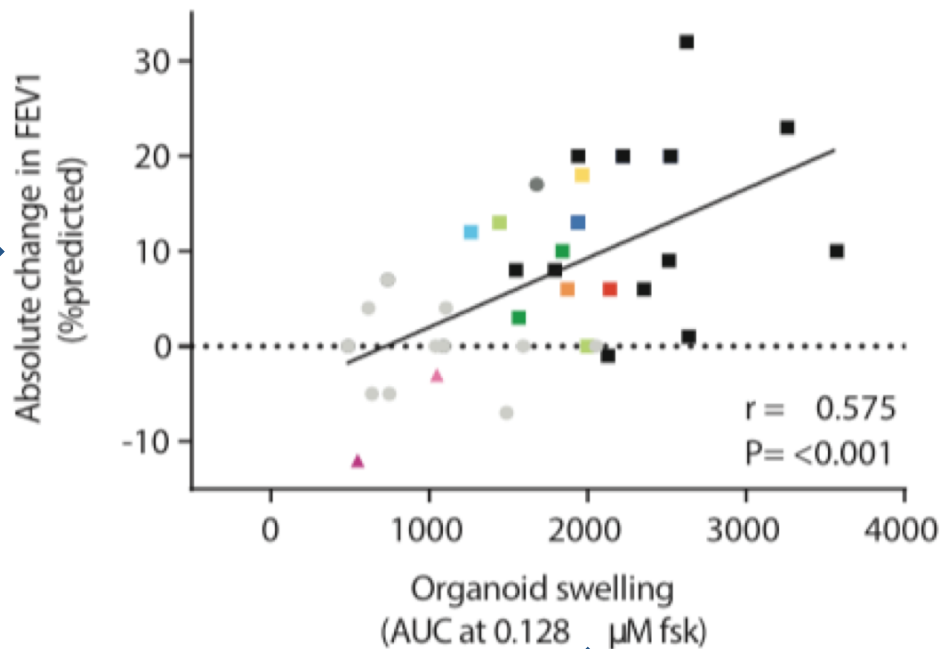 Absolute change in FEV1
(%predicted)
30
20
10
0
-10
r = 0.575
P= <0.001
0 1000 2000 3000 4000
Organoid swelling
(AUC at 0.128 µM fsk)